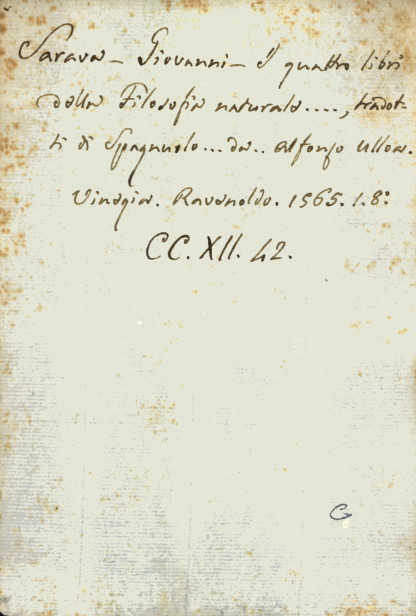 Sarava – Giovanni – I quattro libri
della Filosofia naturale...., tradot-
ti di Spagnuolo... da.. Alfonso Ulloa.
Vinegia. Ravenoldo. 1565. 1. 8º
CC. XII. 42.
G